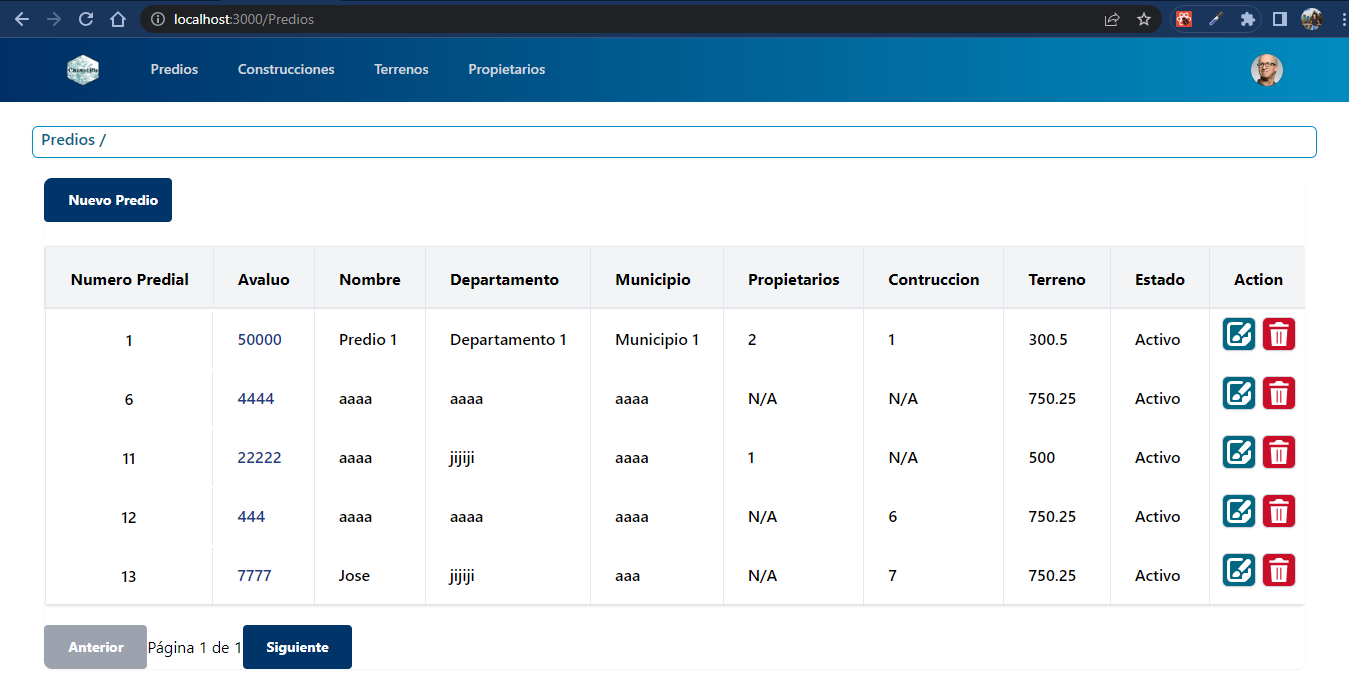 localhost:3000/Predios
Predios Construcciones Terrenos Propietarios
Predios /
Nuevo Predio
Numero Predial Avaluo Nombre Departamento Municipio Propietarios Contruccion Terreno Estado Action
1 50000 Predio 1 Departamento 1 Municipio 1 2 1 300.5 Activo
6 4444 aaaa aaaa aaaa N/A N/A 750.25 Activo
11 22222 aaaa jijiji aaaa 1 N/A 500 Activo
12 444 aaaa aaaa aaaa N/A 6 750.25 Activo
13 7777 Jose jijiji aaa N/A 7 750.25 Activo
Anterior Página 1 de 1 Siguiente